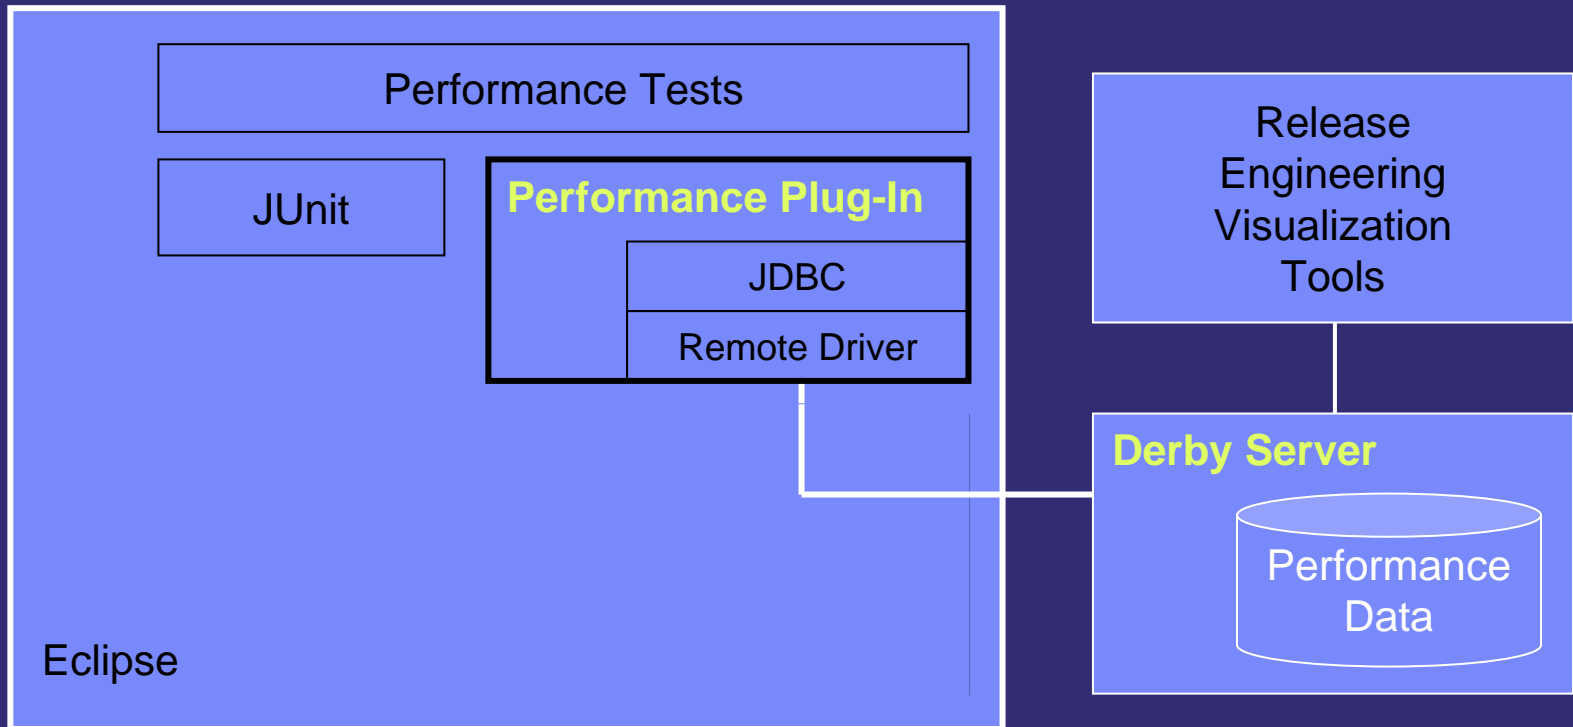 Performance Tests
JUnit
Performance Plug-In
JDBC
Remote Driver
Eclipse
Release
Engineering
Visualization
Tools
Derby Server
Performance
Data